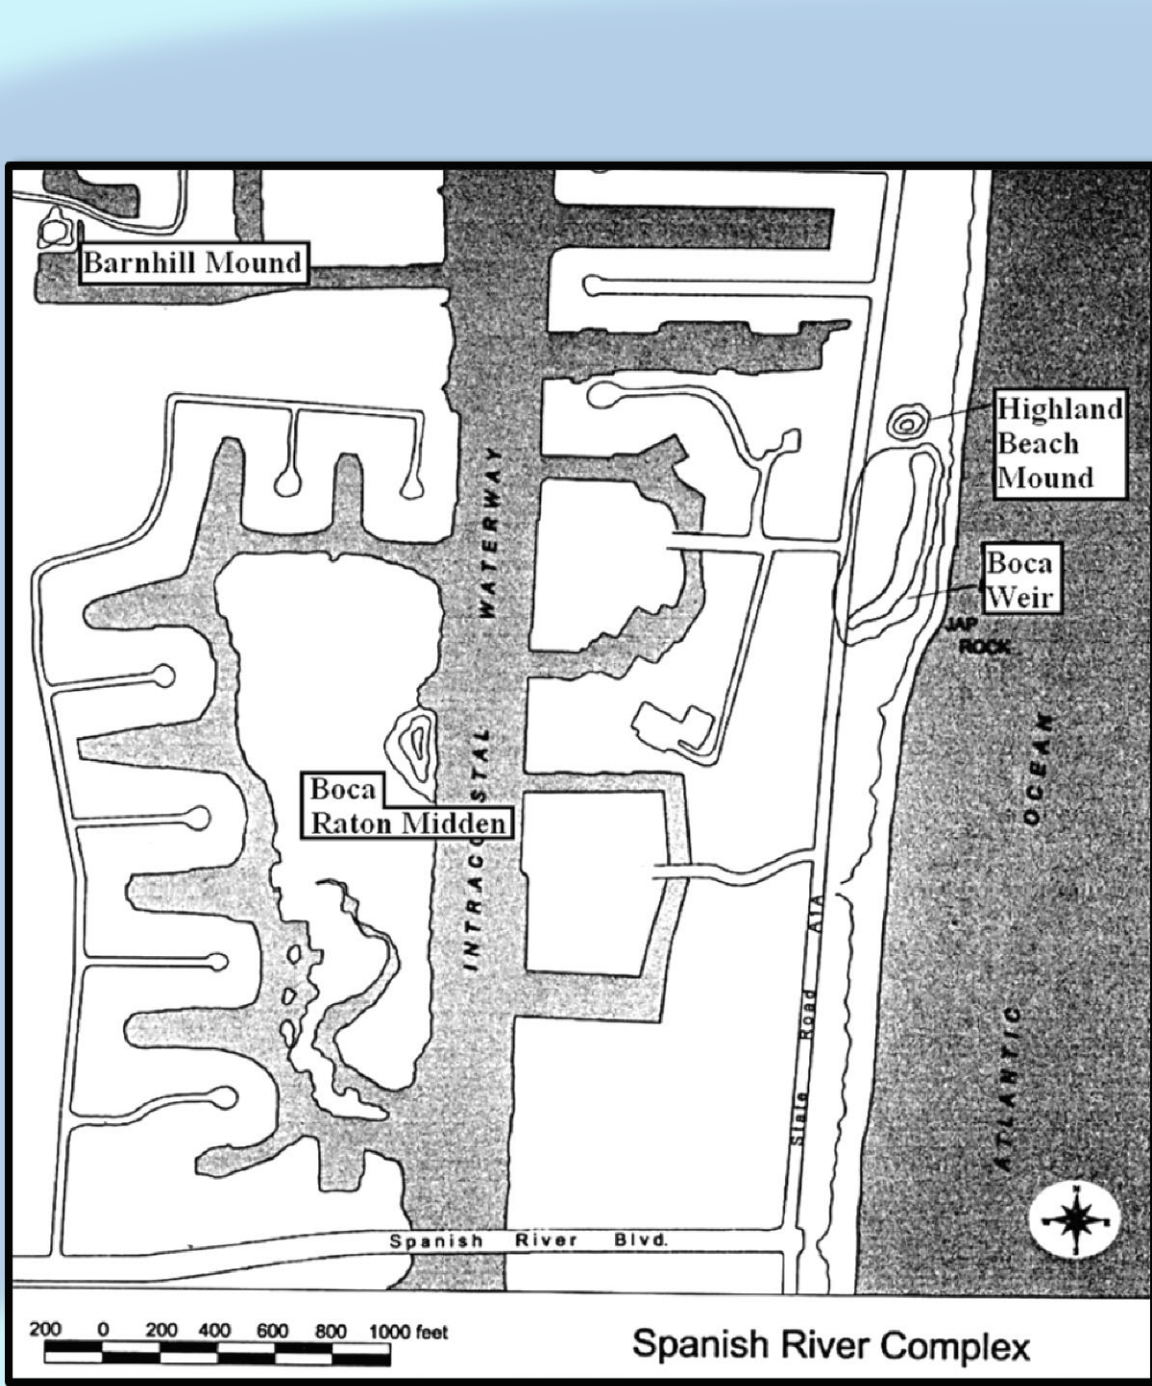 Barnhill Mound
Highland
Beach
Mound
WATERWAY
Boca
Weir
JAP
ROCK
Boca
Raton Midden
INTRACOSTAL
OCEAN
ATLANTIC
State Road A1A
N
S
Spanish River Blvd.
200 0 200 400 600 800 1000 feet
Spanish River Complex